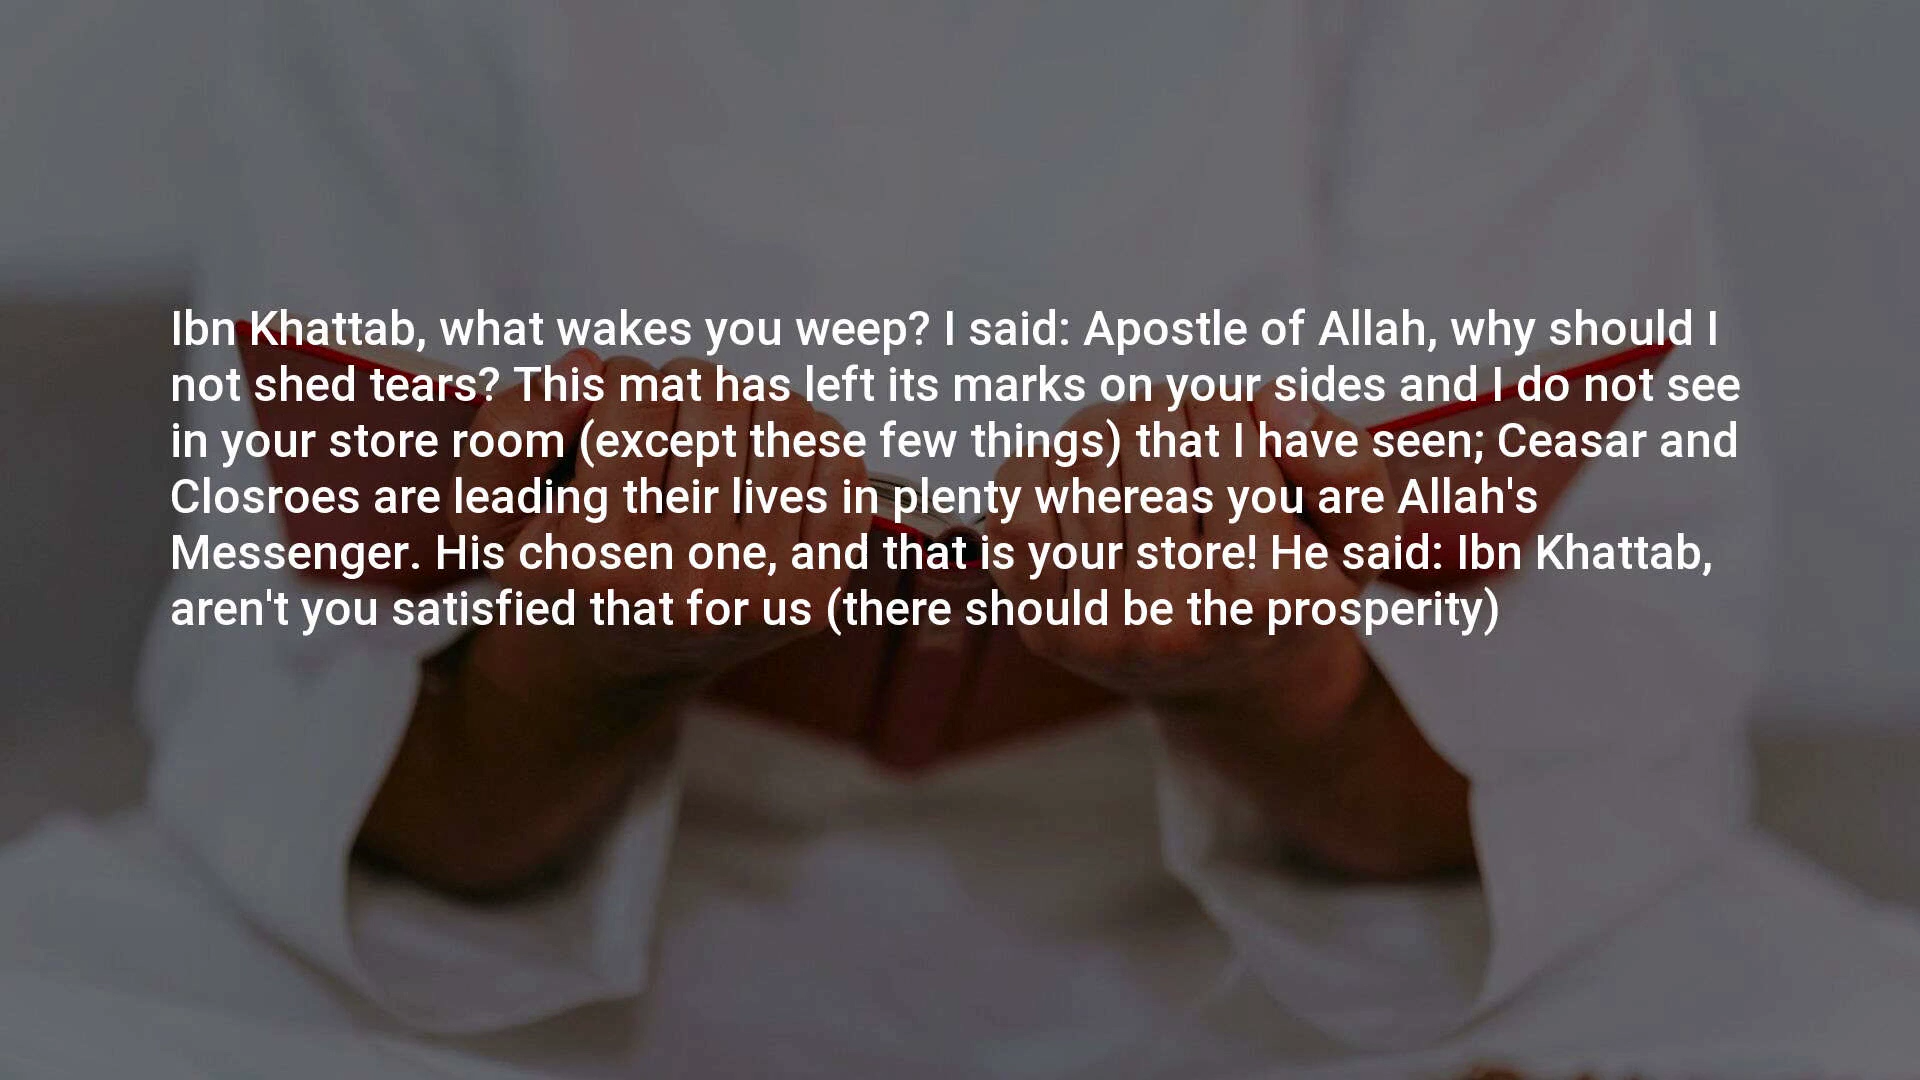 Ibn Khattab, what wakes you weep? I said: Apostle of Allah, why should I
not shed tears? This mat has left its marks on your sides and I do not see
in your store room (except these few things) that I have seen; Ceasar and
Closroes are leading their lives in plenty whereas you are Allah's
Messenger. His chosen one, and that is your store! He said: Ibn Khattab,
aren't you satisfied that for us (there should be the prosperity)